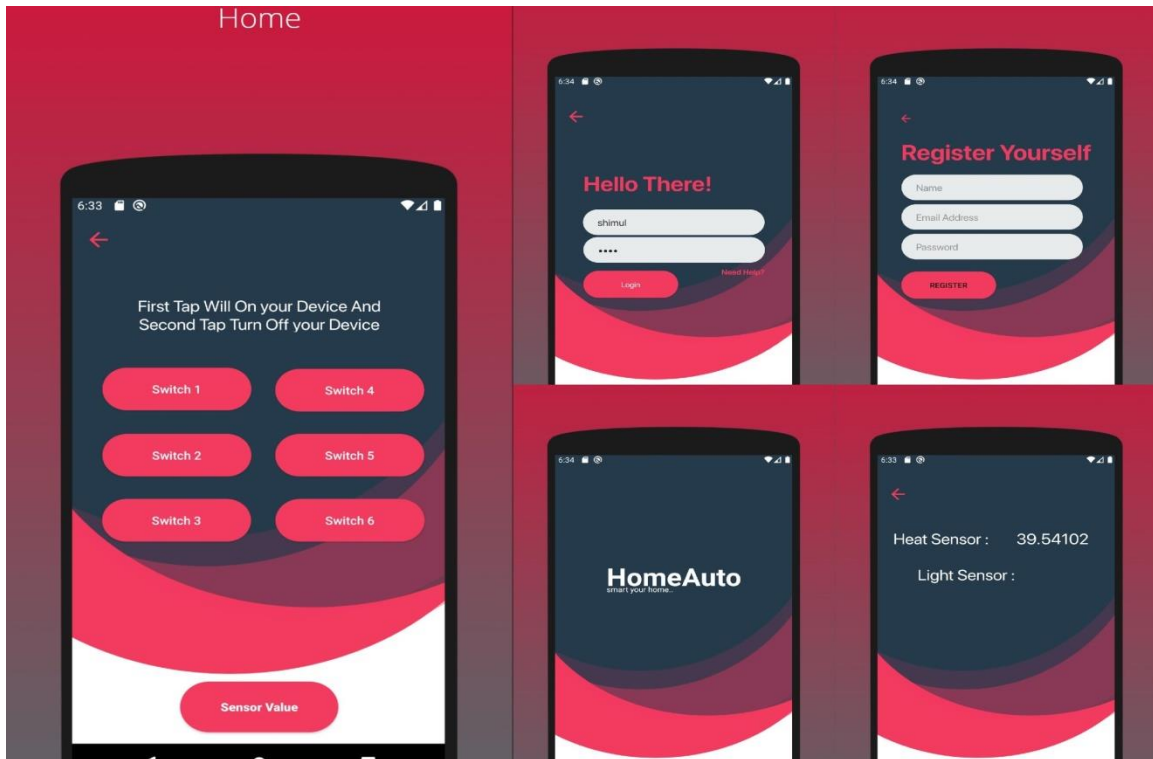 Home
6:33
First Tap Will On your Device And
Second Tap Turn Off your Device
Switch 1
Switch 4
Switch 2
Switch 5
Switch 3
Switch 6
Sensor Value
6:34
Hello There!
shimul
••••
Need Help?
Login
6:34
Register Yourself
Name
Email Address
Password
REGISTER
6:34
HomeAuto
smart your home..
6:33
Heat Sensor : 39.54102
Light Sensor :